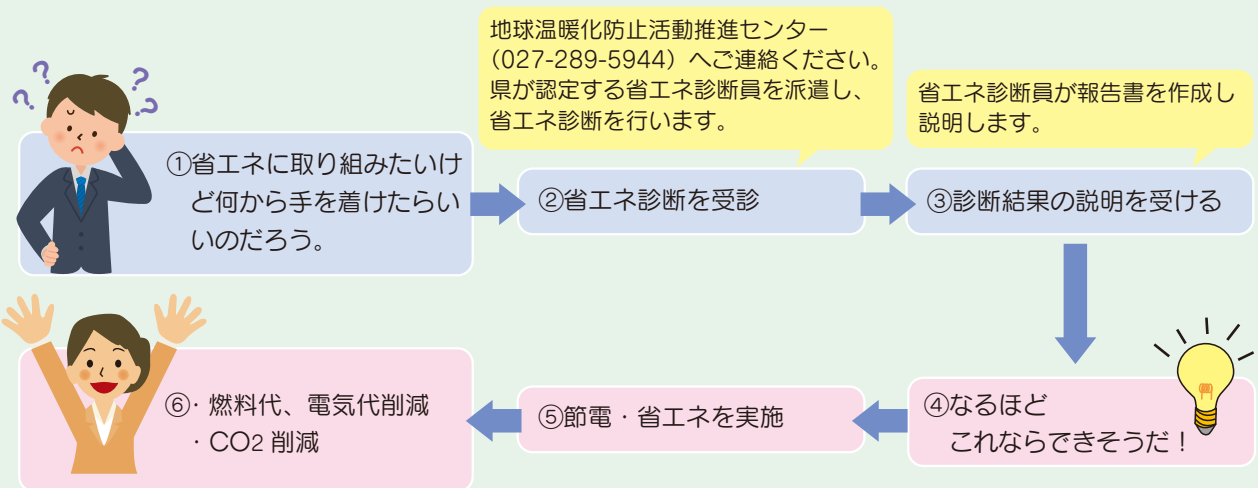 地球温暖化防止活動推進センター
（027-289-5944）へご連絡ください。
県が認定する省エネ診断員を派遣し、
省エネ診断を行います。
省エネ診断員が報告書を作成し
説明します。
？？？？
①省エネに取り組みたいけ
ど何から手を着けたらい
いのだろう。
②省エネ診断を受診
③診断結果の説明を受ける
④なるほど
これならできそうだ！
⑤節電・省エネを実施
⑥・燃料代、電気代削減
・CO2 削減